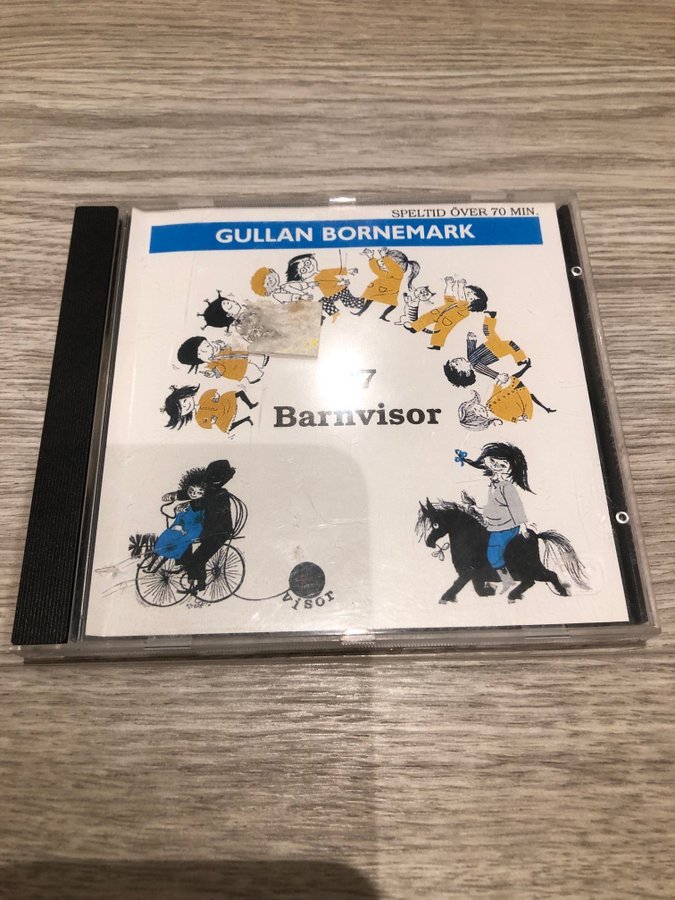 SPELTID ÖVER 70 MIN.
GULLAN BORNEMARK
7
Barnvisor
visor